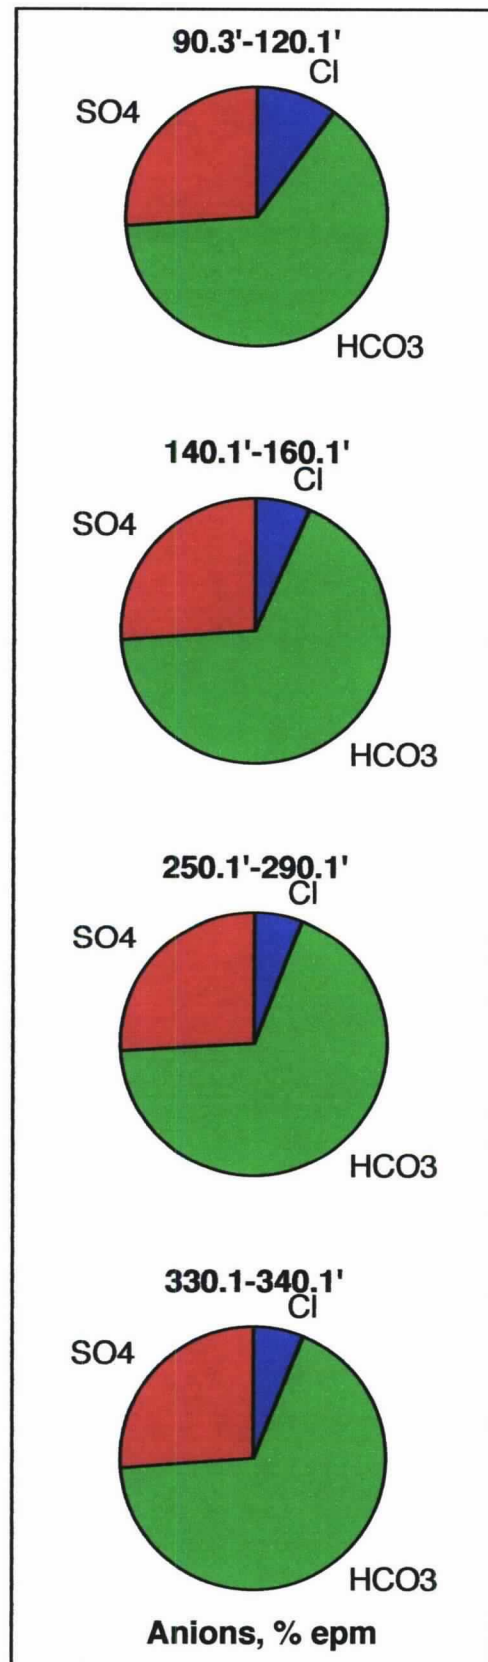 90.3'-120.1'
Cl
SO4
HCO3
140.1'-160.1'
Cl
SO4
HCO3
250.1'-290.1'
Cl
SO4
HCO3
330.1-340.1'
Cl
SO4
HCO3
Anions, % epm